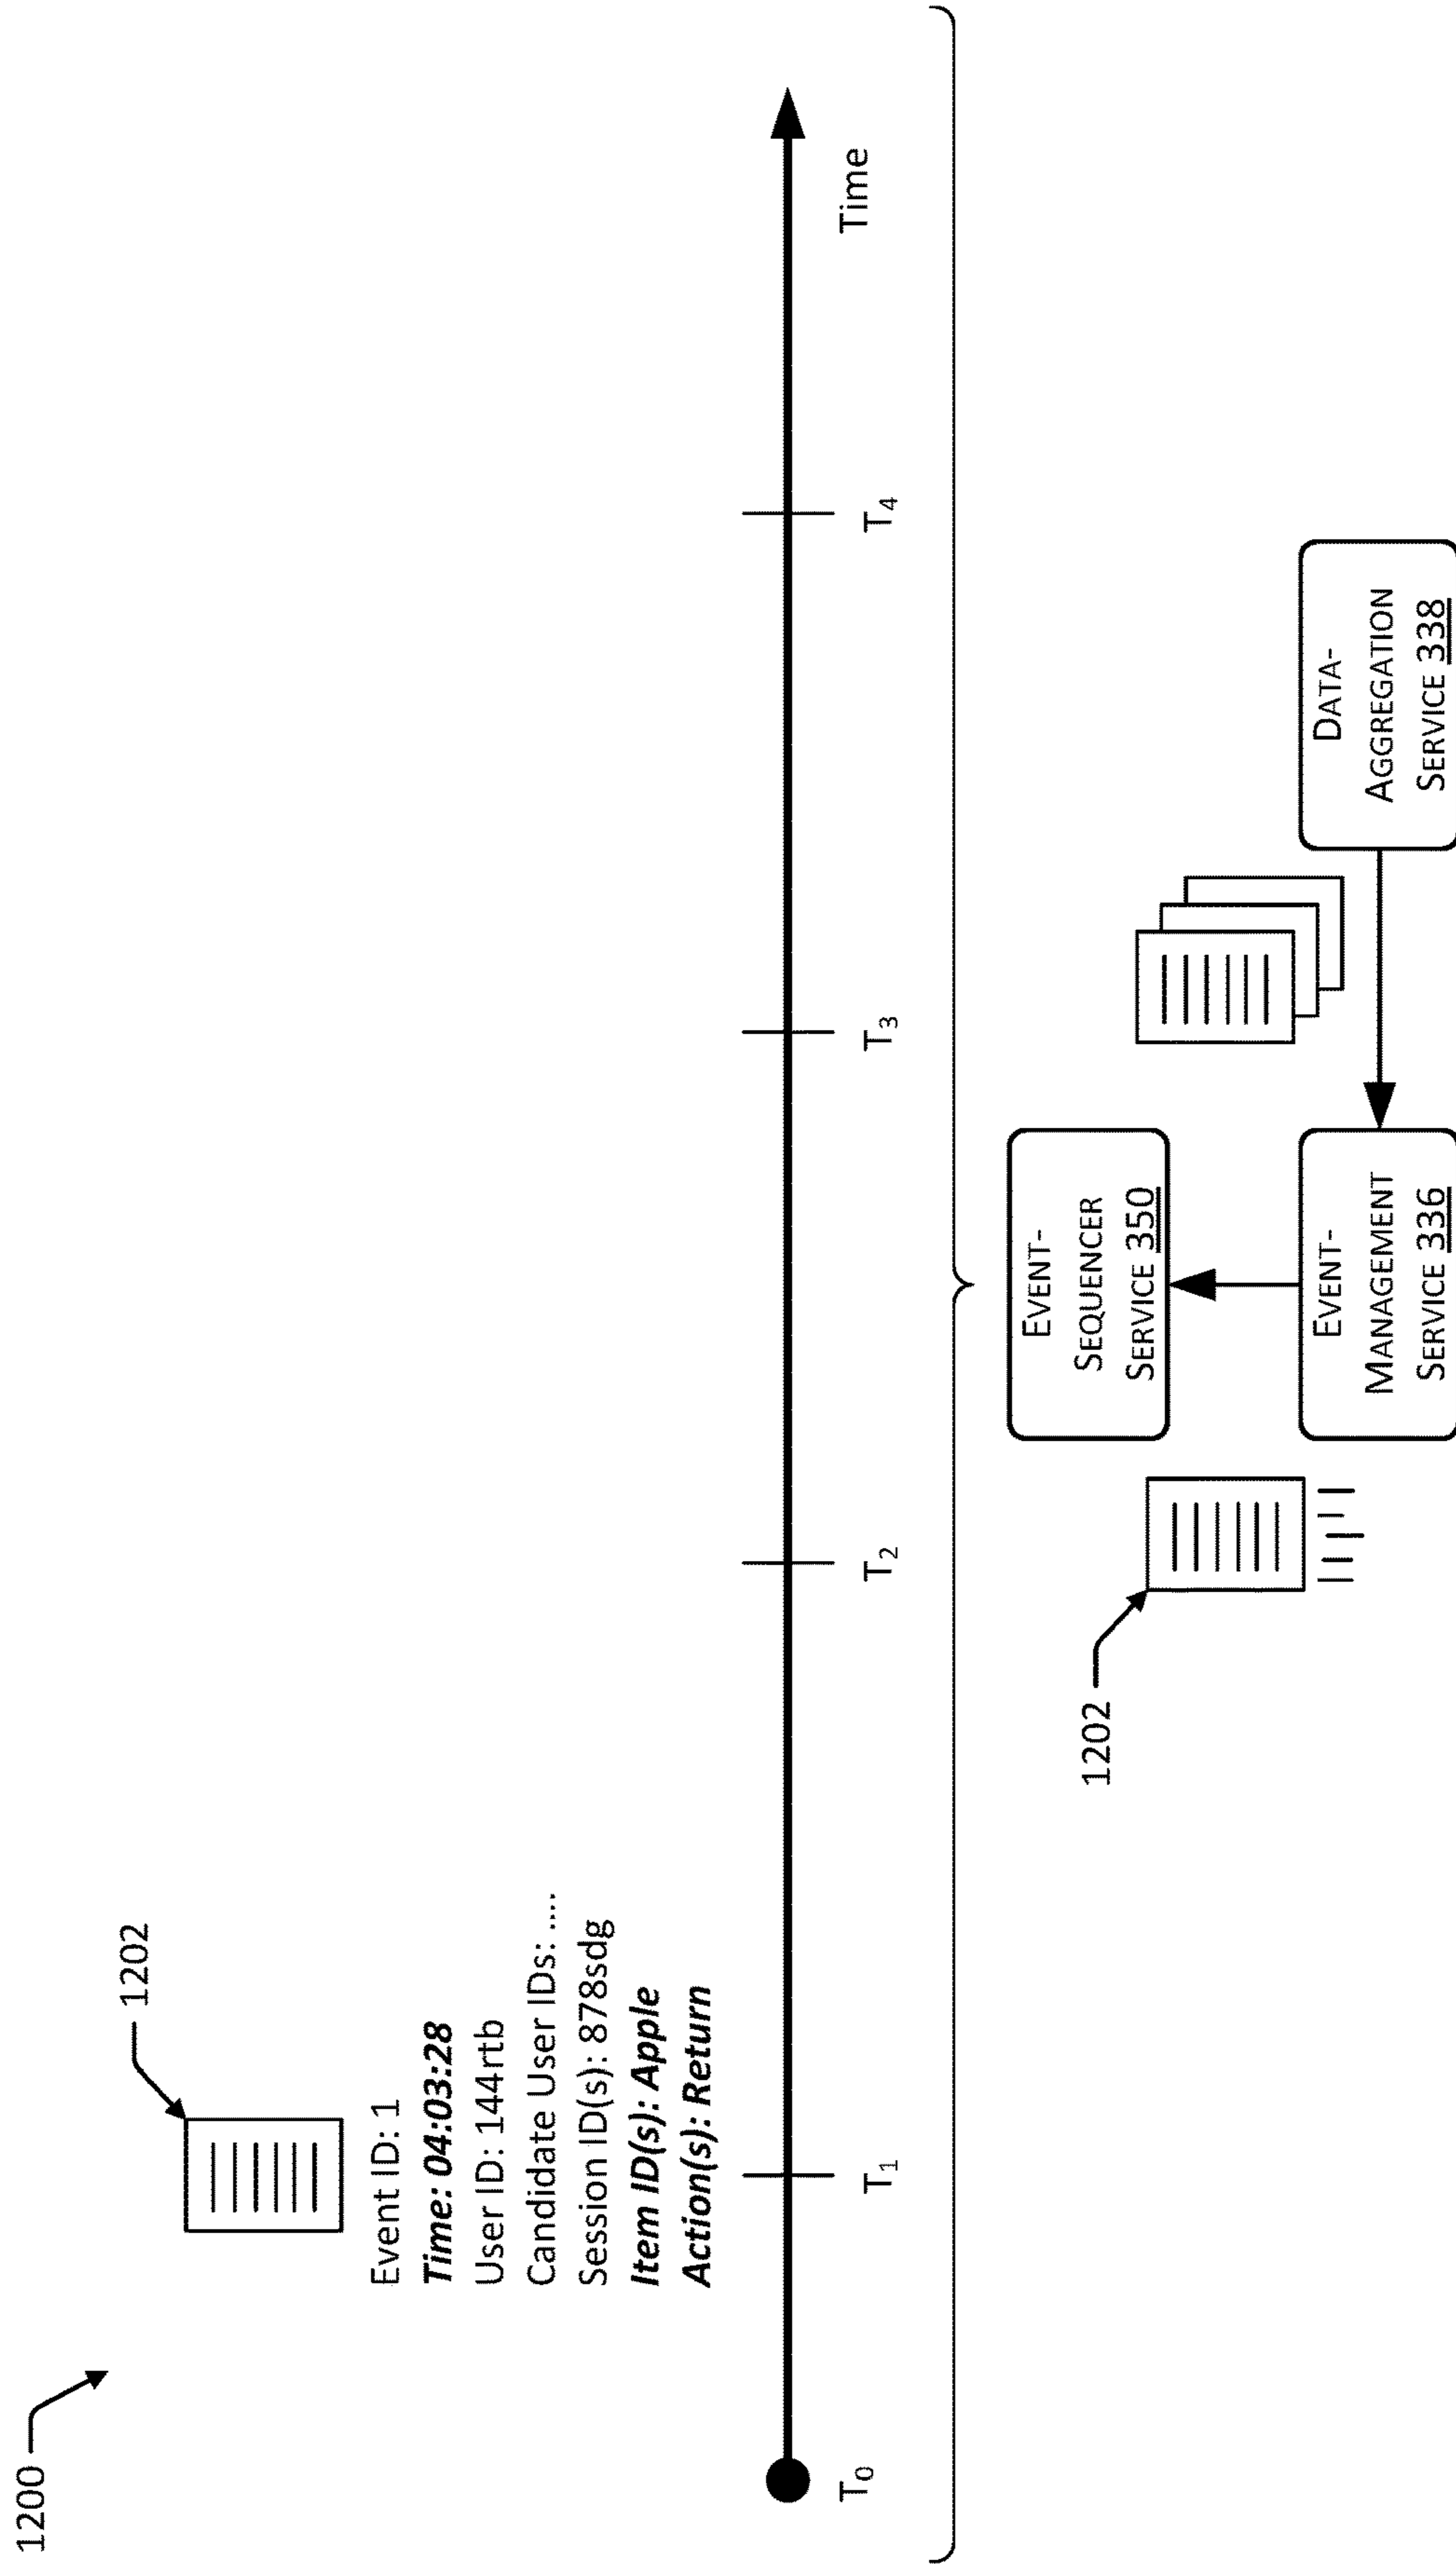 1200
1202
Event ID: 1
Time: 04:03:28
User ID: 144rtb
Candidate User IDs: ....
Session ID(s): 878sdg
Item ID(s): Apple
Action(s): Return
T0
T1
T2
T3
T4
Time
1202
EVENT-
SEQUENCER
SERVICE 350
EVENT-
MANAGEMENT
SERVICE 336
DATA-
AGGREGATION
SERVICE 338